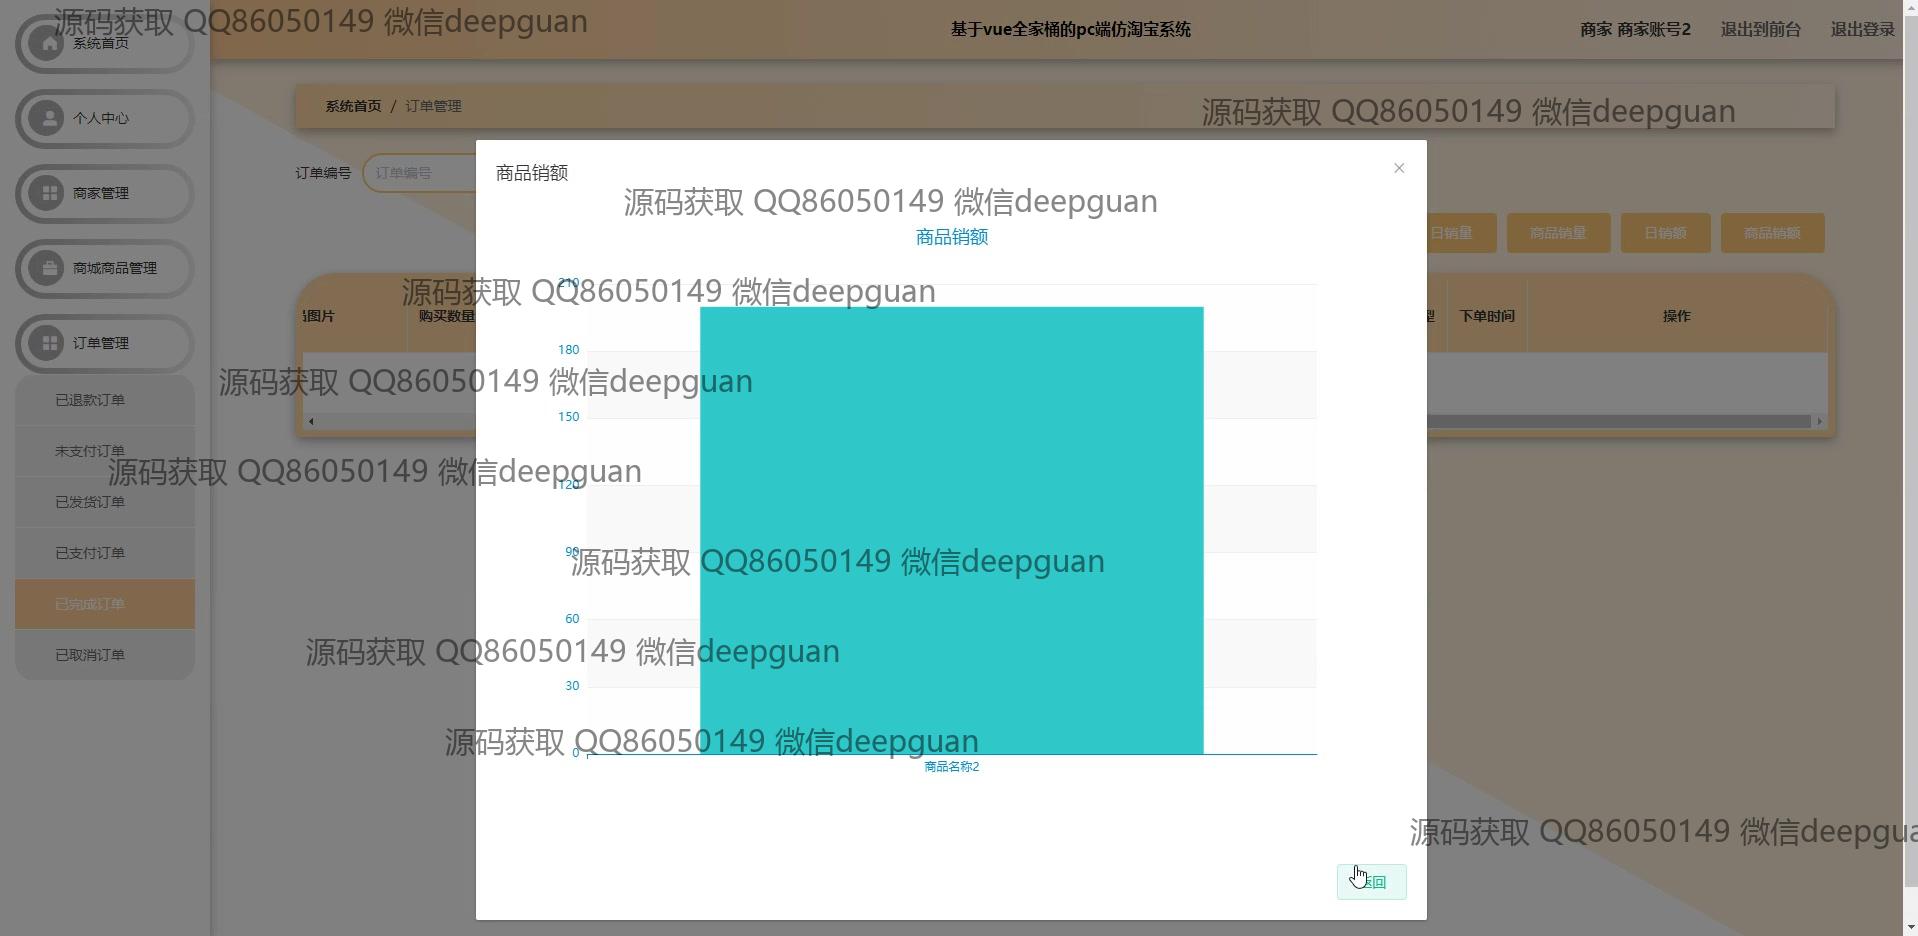 源码获取 QQ86050149 微信deepguan
系统首页
基于vue全家桶的pc端仿淘宝系统
商家 商家账号2
退出到前台
退出登录
个人中心
商家管理
商城商品管理
订单管理
已退款订单
未支付订单
已发货订单
已支付订单
已完成订单
已取消订单
系统首页 / 订单管理
源码获取 QQ86050149 微信deepguan
订单编号
订单编号
日销量
商品销量
日销额
商品销额
图片
购买数量
型
下单时间
操作
商品销额
源码获取 QQ86050149 微信deepguan
商品销额
210
源码获取 QQ86050149 微信deepguan
180
源码获取 QQ86050149 微信deepguan
150
源码获取 QQ86050149 微信deepguan
120
90
源码获取 QQ86050149 微信deepguan
60
源码获取 QQ86050149 微信deepguan
30
源码获取 QQ86050149 微信deepguan
0
商品名称2
源码获取 QQ86050149 微信deepgua
返回